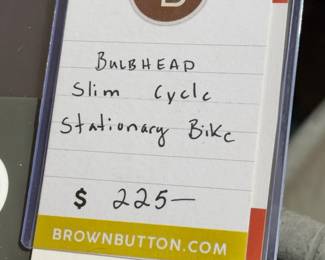 B
BULBHEAD
Slim Cycle
Stationary Bike
$ 225—
BROWNBUTTON.COM